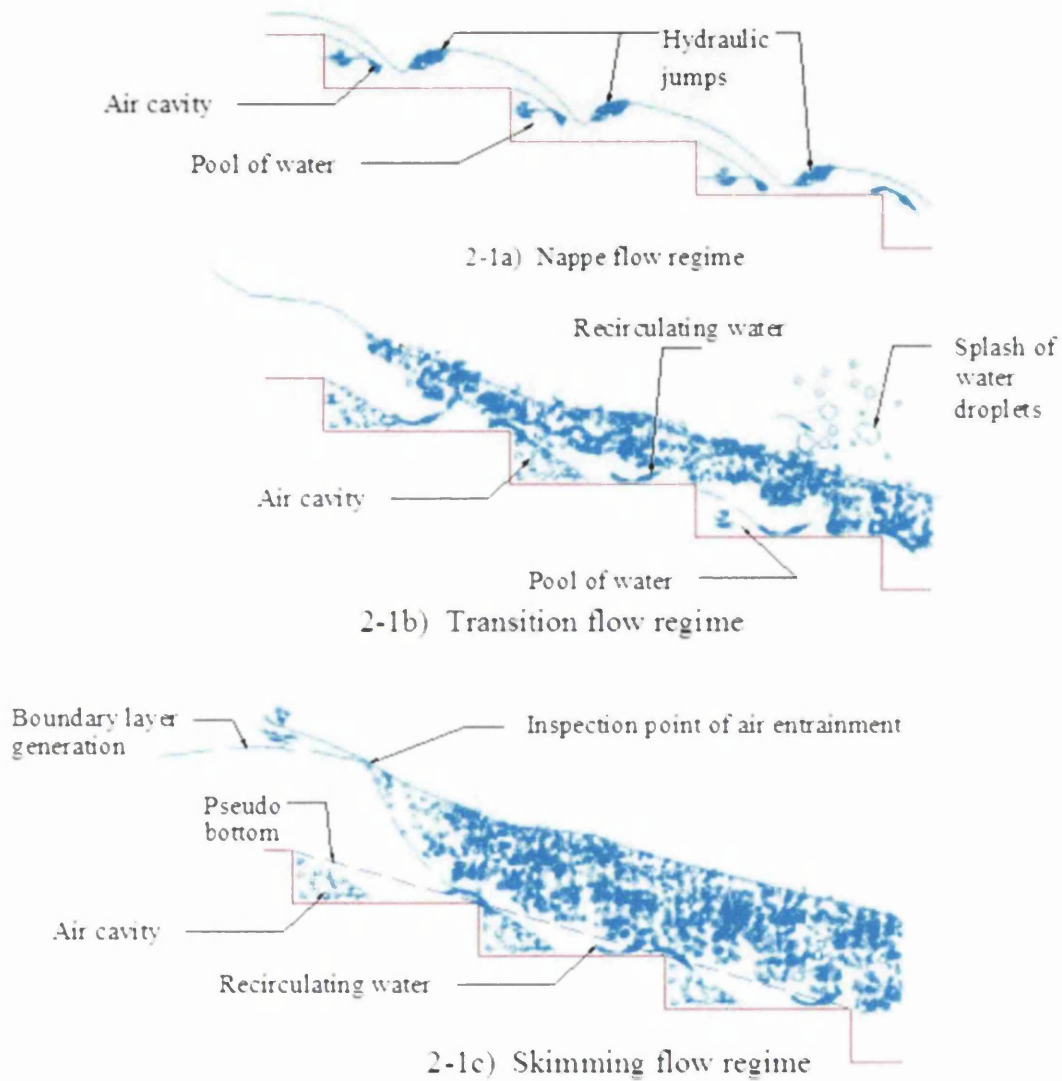 Hydraulic
jumps
Air cavity
Pool of water
2-1a) Nappe flow regime
Recirculating water
Splash of
water
droplets
Air cavity
Pool of water
2-1b) Transition flow regime
Boundary layer
generation
Inspection point of air entrainment
Pseudo
bottom
Air cavity
Recirculating water
2-1c) Skimming flow regime